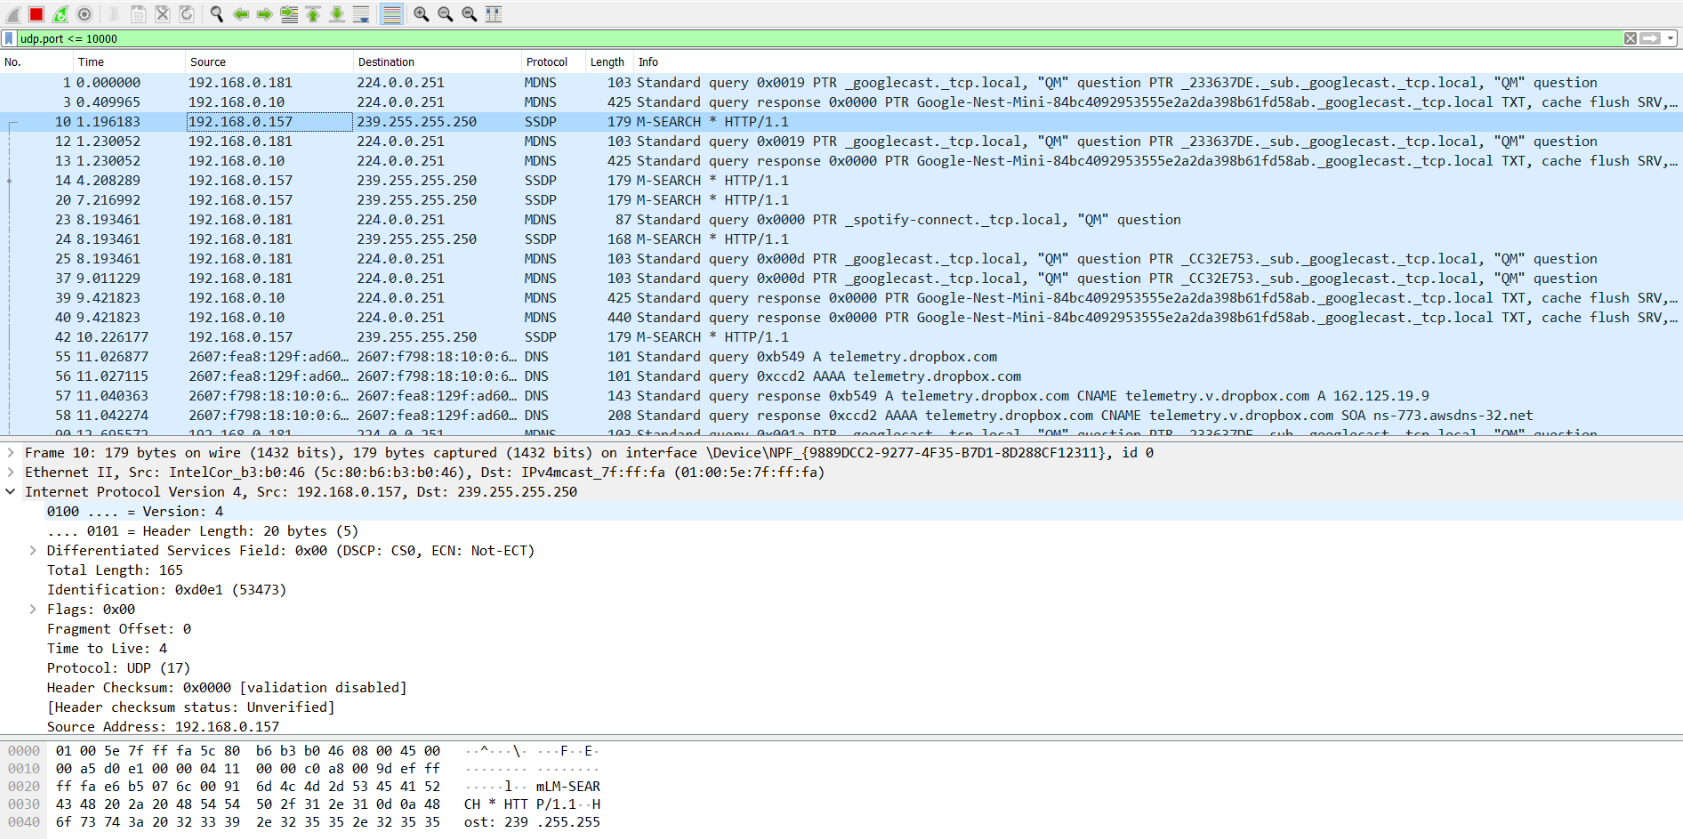 udp.port <= 10000
No. Time Source Destination Protocol Length Info
1 0.000000 192.168.0.181 224.0.0.251 MDNS 103 Standard query 0x0019 PTR _googlecast._tcp.local, "QM" question PTR _233637DE._sub._googlecast._tcp.local, "QM" question
3 0.409965 192.168.0.10 224.0.0.251 MDNS 425 Standard query response 0x0000 PTR Google-Nest-Mini-84bc4092953555e2a2da398b61fd58ab._googlecast._tcp.local TXT, cache flush SRV,…
10 1.196183 192.168.0.157 239.255.255.250 SSDP 179 M-SEARCH * HTTP/1.1
12 1.230052 192.168.0.181 224.0.0.251 MDNS 103 Standard query 0x0019 PTR _googlecast._tcp.local, "QM" question PTR _233637DE._sub._googlecast._tcp.local, "QM" question
13 1.230052 192.168.0.10 224.0.0.251 MDNS 425 Standard query response 0x0000 PTR Google-Nest-Mini-84bc4092953555e2a2da398b61fd58ab._googlecast._tcp.local TXT, cache flush SRV,…
14 4.208289 192.168.0.157 239.255.255.250 SSDP 179 M-SEARCH * HTTP/1.1
20 7.216992 192.168.0.157 239.255.255.250 SSDP 179 M-SEARCH * HTTP/1.1
23 8.193461 192.168.0.181 224.0.0.251 MDNS 87 Standard query 0x0000 PTR _spotify-connect._tcp.local, "QM" question
24 8.193461 192.168.0.181 239.255.255.250 SSDP 168 M-SEARCH * HTTP/1.1
25 8.193461 192.168.0.181 224.0.0.251 MDNS 103 Standard query 0x000d PTR _googlecast._tcp.local, "QM" question PTR _CC32E753._sub._googlecast._tcp.local, "QM" question
37 9.011229 192.168.0.181 224.0.0.251 MDNS 103 Standard query 0x000d PTR _googlecast._tcp.local, "QM" question PTR _CC32E753._sub._googlecast._tcp.local, "QM" question
39 9.421823 192.168.0.10 224.0.0.251 MDNS 425 Standard query response 0x0000 PTR Google-Nest-Mini-84bc4092953555e2a2da398b61fd58ab._googlecast._tcp.local TXT, cache flush SRV,…
40 9.421823 192.168.0.10 224.0.0.251 MDNS 440 Standard query response 0x0000 PTR Google-Nest-Mini-84bc4092953555e2a2da398b61fd58ab._googlecast._tcp.local TXT, cache flush SRV,…
42 10.226177 192.168.0.157 239.255.255.250 SSDP 179 M-SEARCH * HTTP/1.1
55 11.026877 2607:fea8:129f:ad60… 2607:f798:18:10:0:6… DNS 101 Standard query 0xb549 A telemetry.dropbox.com
56 11.027115 2607:fea8:129f:ad60… 2607:f798:18:10:0:6… DNS 101 Standard query 0xccd2 AAAA telemetry.dropbox.com
57 11.040363 2607:f798:18:10:0:6… 2607:fea8:129f:ad60… DNS 143 Standard query response 0xb549 A telemetry.dropbox.com CNAME telemetry.v.dropbox.com A 162.125.19.9
58 11.042274 2607:f798:18:10:0:6… 2607:fea8:129f:ad60… DNS 208 Standard query response 0xccd2 AAAA telemetry.dropbox.com CNAME telemetry.v.dropbox.com SOA ns-773.awsdns-32.net
90 12.695572 192.168.0.181 224.0.0.251 MDNS 103 Standard query 0x001a PTR _googlecast._tcp.local, "QM" question PTR _233637DE._sub._googlecast._tcp.local, "QM" question
Frame 10: 179 bytes on wire (1432 bits), 179 bytes captured (1432 bits) on interface \Device\NPF_{9889DCC2-9277-4F35-B7D1-8D288CF12311}, id 0
Ethernet II, Src: IntelCor_b3:b0:46 (5c:80:b6:b3:b0:46), Dst: IPv4mcast_7f:ff:fa (01:00:5e:7f:ff:fa)
Internet Protocol Version 4, Src: 192.168.0.157, Dst: 239.255.255.250
0100 .... = Version: 4
.... 0101 = Header Length: 20 bytes (5)
Differentiated Services Field: 0x00 (DSCP: CS0, ECN: Not-ECT)
Total Length: 165
Identification: 0xd0e1 (53473)
Flags: 0x00
Fragment Offset: 0
Time to Live: 4
Protocol: UDP (17)
Header Checksum: 0x0000 [validation disabled]
[Header checksum status: Unverified]
Source Address: 192.168.0.157
0000 01 00 5e 7f ff fa 5c 80 b6 b3 b0 46 08 00 45 00 ··^···\· ···F··E·
0010 00 a5 d0 e1 00 00 04 11 00 00 c0 a8 00 9d ef ff ········ ········
0020 ff fa e6 b5 07 6c 00 91 6d 4c 4d 2d 53 45 41 52 ·····l·· mLM-SEAR
0030 43 48 20 2a 20 48 54 54 50 2f 31 2e 31 0d 0a 48 CH * HTT P/1.1··H
0040 6f 73 74 3a 20 32 33 39 2e 32 35 35 2e 32 35 35 ost: 239 .255.255